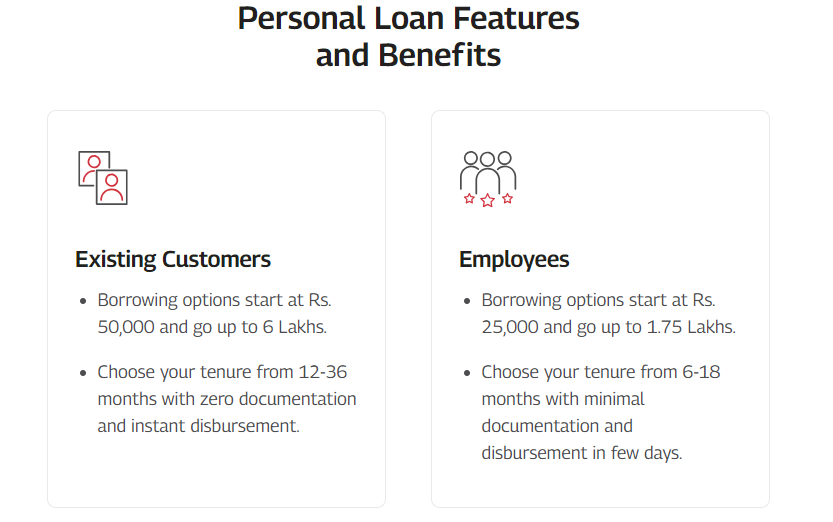 Personal Loan Features
and Benefits
Existing Customers
• Borrowing options start at Rs.
50,000 and go up to 6 Lakhs.
• Choose your tenure from 12-36
months with zero documentation
and instant disbursement.
Employees
• Borrowing options start at Rs.
25,000 and go up to 1.75 Lakhs.
• Choose your tenure from 6-18
months with minimal
documentation and
disbursement in few days.